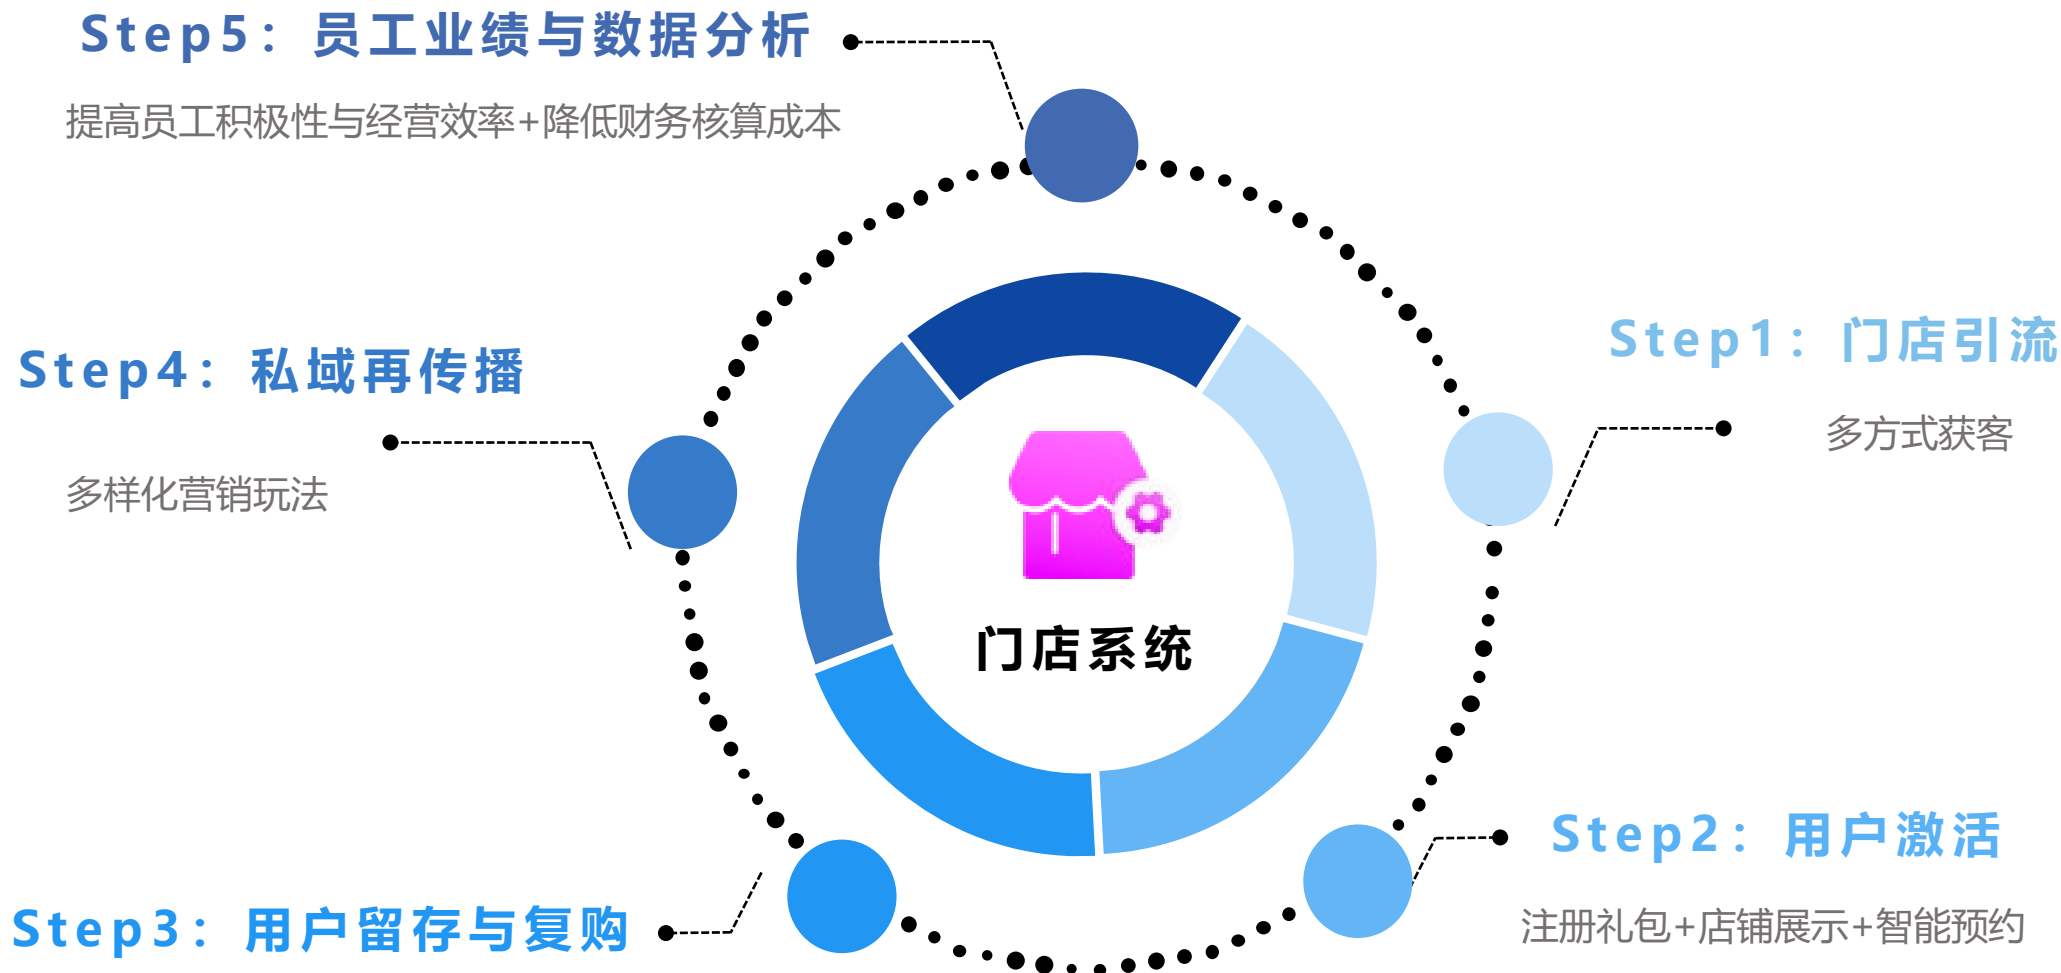 Step5：员工业绩与数据分析
提高员工积极性与经营效率+降低财务核算成本
Step1：门店引流
多方式获客
Step4：私域再传播
多样化营销玩法
门店系统
Step2：用户激活
注册礼包+店铺展示+智能预约
Step3：用户留存与复购